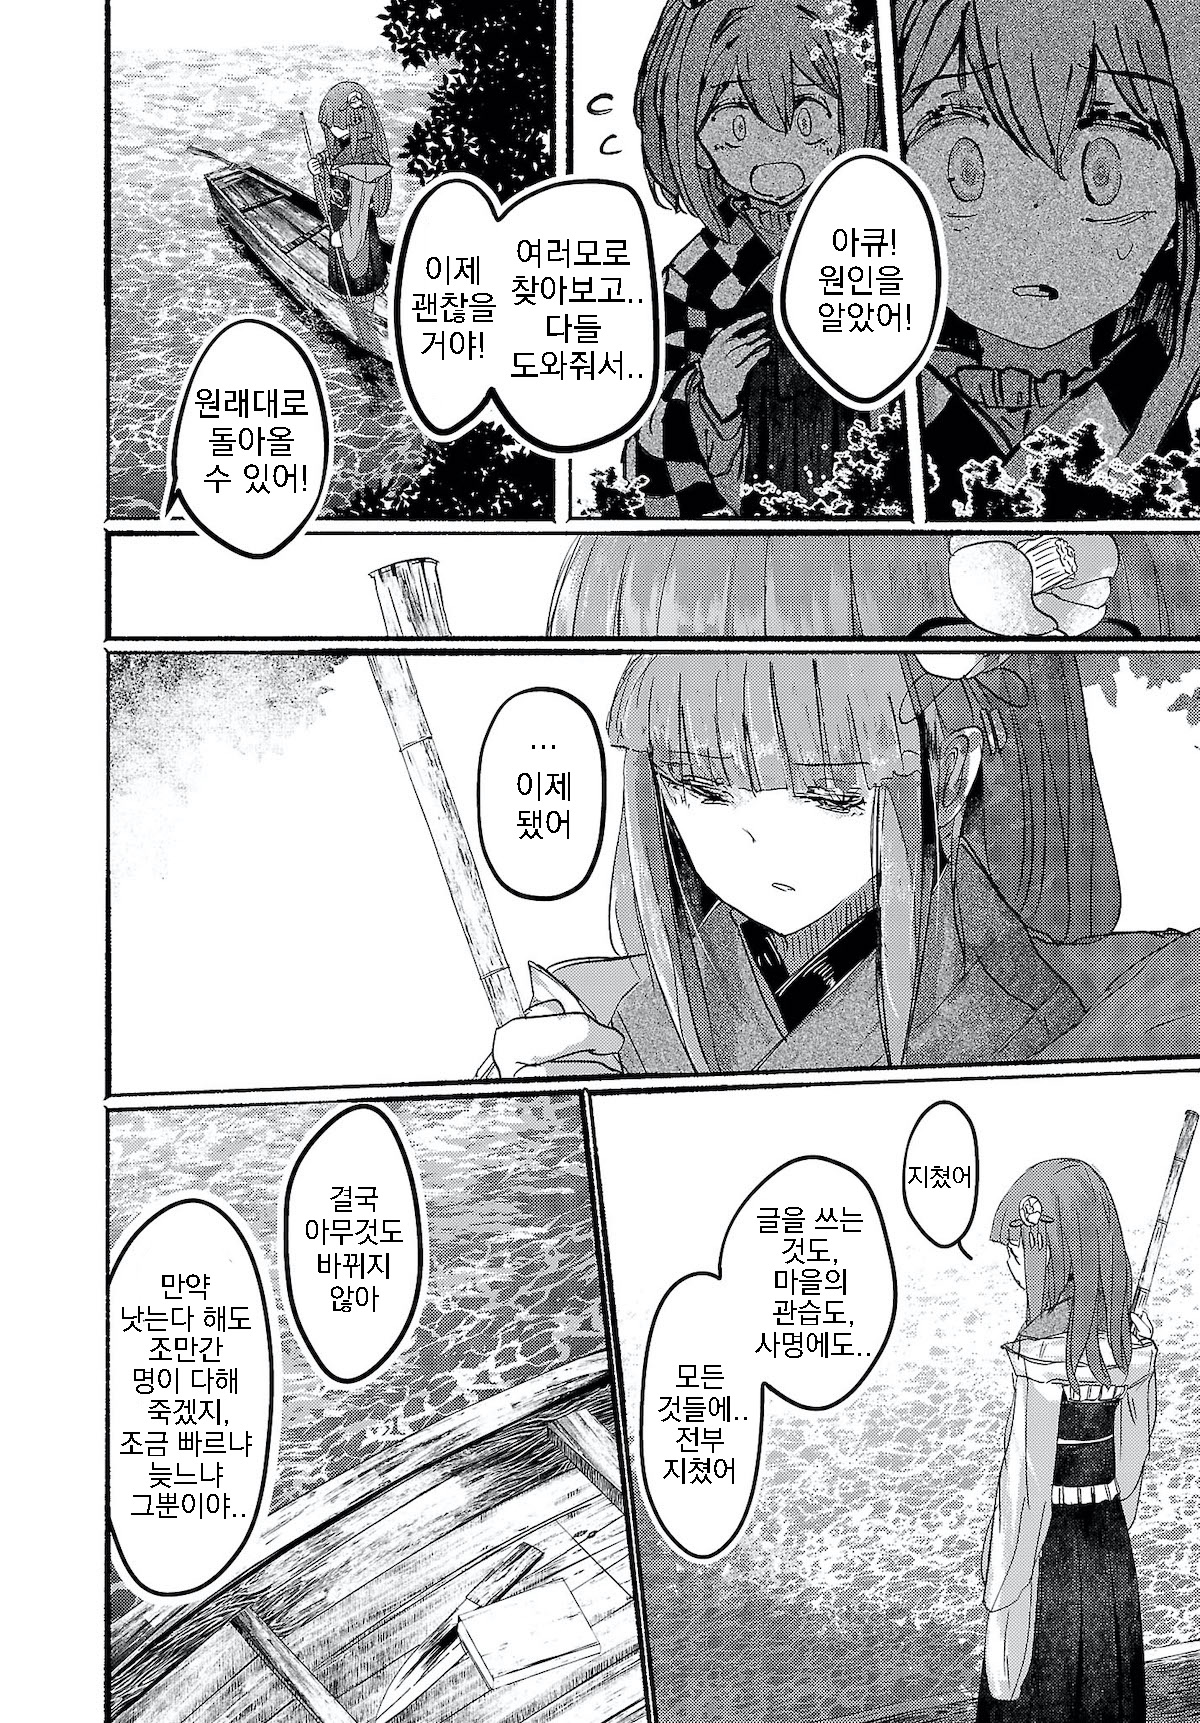 아큐!
원인을
알았어!
여러모로
찾아보고..
다들
도와줘서..
이제
괜찮을
거야!
원래대로
돌아올
수 있어!
...
이제
됐어
지쳤어
글을 쓰는
것도,
마을의
관습도,
사명에도..
모든
것들에..
전부
지쳤어
결국
아무것도
바뀌지
않아
만약
낫는다 해도
조만간
명이 다해
죽겠지,
조금 빠르냐
늦느냐
그뿐이야..